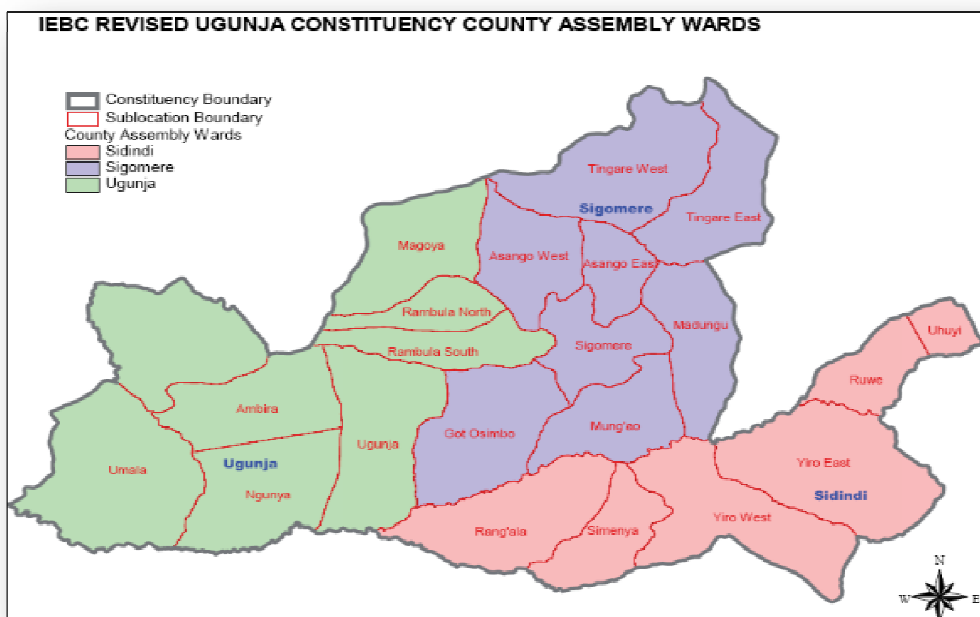 IEBC REVISED UGUNJA CONSTITUENCY COUNTY ASSEMBLY WARDS
Constituency Boundary
Sublocation Boundary
County Assembly Wards
Sidindi
Sigomere
Ugunja
Tingare West
Sigomere
Tingare East
Magoya
Asango West
Asango Eas
Rambula North
Madungu
Uhuyi
Rambula South
Sigomere
Ruwe
Ambira
Got Osimbo
Mung'ao
Ugunja
Umala
Ugunja
Ngunya
Yiro East
Sidindi
Rang'ala
Simenya
Yiro West
N
W
E